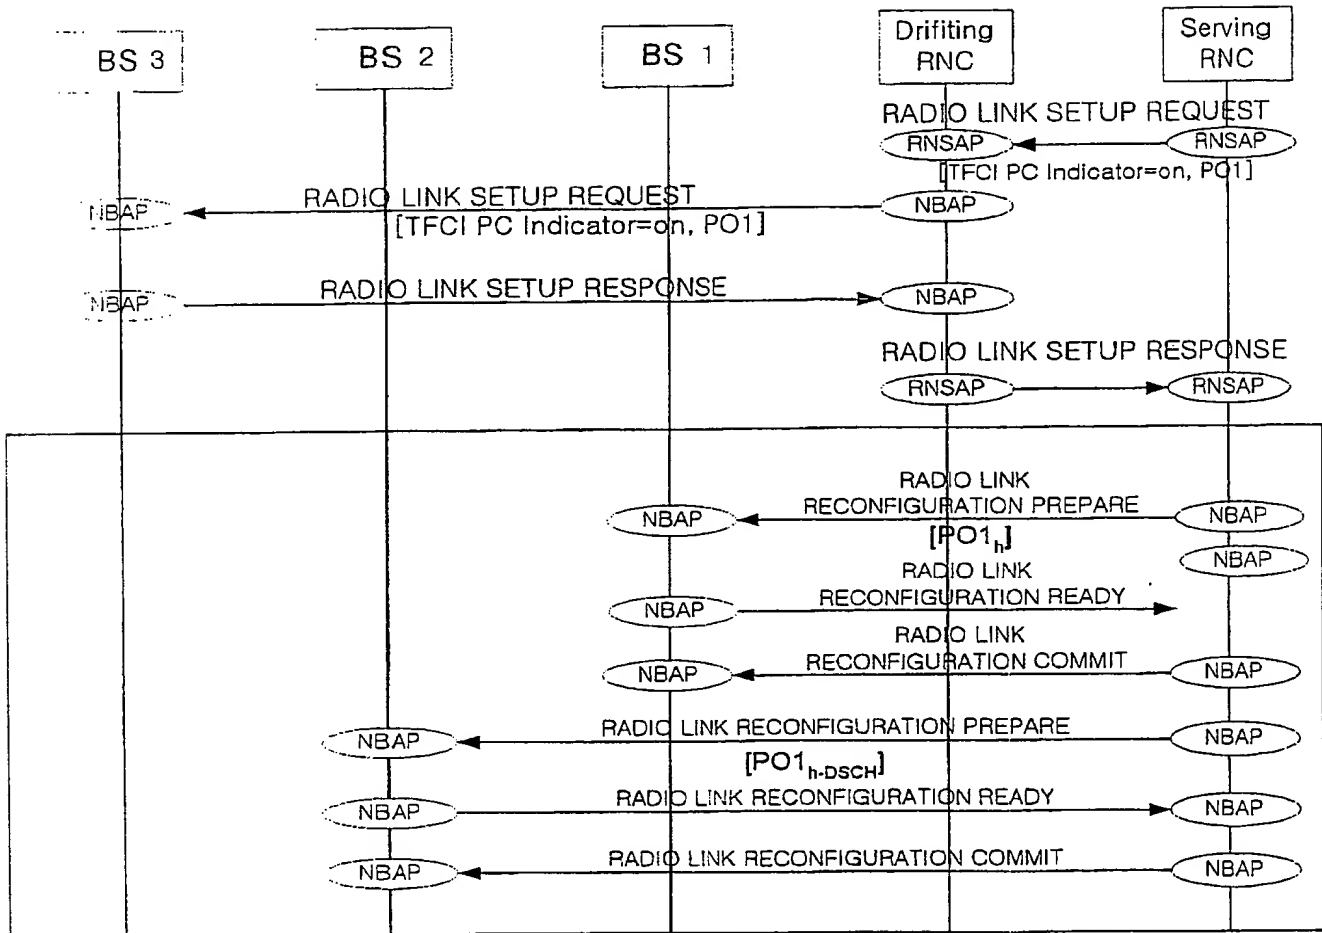 BS 3
BS 2
BS 1
Drifiting
RNC
Serving
RNC
RADIO LINK SETUP REQUEST
RNSAP
RNSAP
[TFCI PC Indicator=on, PO1]
RADIO LINK SETUP REQUEST
NBAP
NBAP
[TFCI PC Indicator=on, PO1]
RADIO LINK SETUP RESPONSE
NBAP
NBAP
RADIO LINK SETUP RESPONSE
RNSAP
RNSAP
RADIO LINK
RECONFIGURATION PREPARE
NBAP
NBAP
[PO1h]
NBAP
RADIO LINK
RECONFIGURATION READY
NBAP
RADIO LINK
RECONFIGURATION COMMIT
NBAP
NBAP
RADIO LINK RECONFIGURATION PREPARE
NBAP
NBAP
[PO1h-DSCH]
RADIO LINK RECONFIGURATION READY
NBAP
NBAP
RADIO LINK RECONFIGURATION COMMIT
NBAP
NBAP